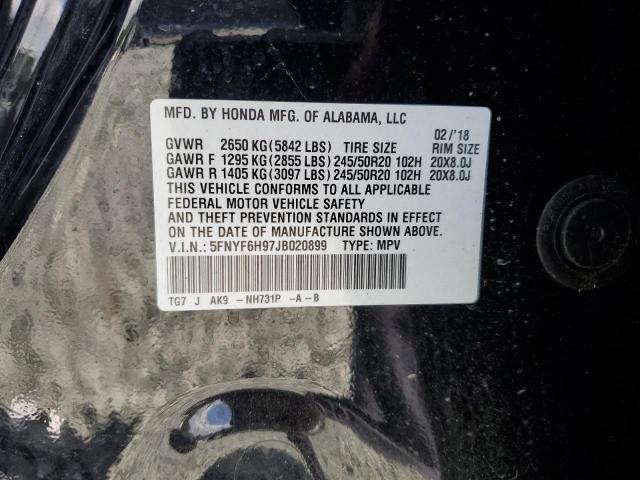 MFD. BY HONDA MFG. OF ALABAMA, LLC
02 /'18
GVWR 2650 KG (5842 LBS) TIRE SIZE RIM SIZE
GAWR F 1295 KG (2855 LBS) 245/50R20 102H 20X8.0J
GAWR R 1405 KG (3097 LBS) 245/50R20 102H 20X8.0J
THIS VEHICLE CONFORMS TO ALL APPLICABLE
FEDERAL MOTOR VEHICLE SAFETY
AND THEFT PREVENTION STANDARDS IN EFFECT
ON THE DATE OF MANUFACTURE SHOWN ABOVE.
V.I.N.: 5FNYF6H97JB020899 TYPE: MPV
TG7 J AK9 -NH731P -A-B